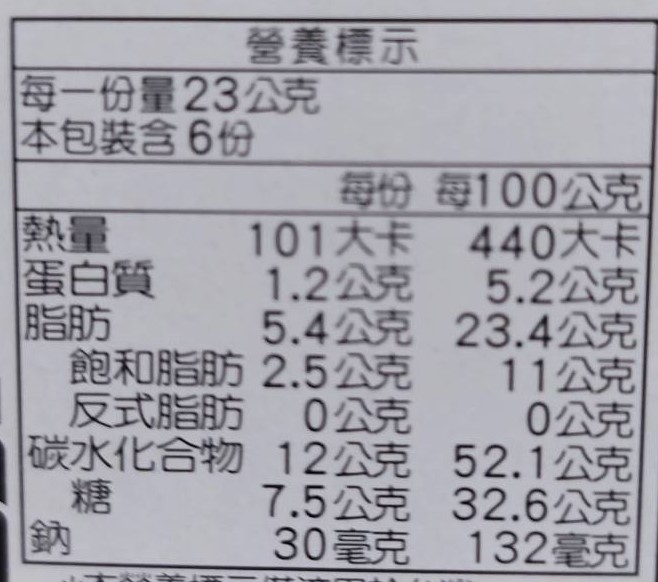 營養標示
每一份量23公克
本包裝含6份
每份 每100公克
熱量 101大卡 440大卡
蛋白質 1.2公克 5.2公克
脂肪 5.4公克 23.4公克
飽和脂肪 2.5公克 11公克
反式脂肪 0公克 0公克
碳水化合物 12公克 52.1公克
糖 7.5公克 32.6公克
鈉 30毫克 132毫克